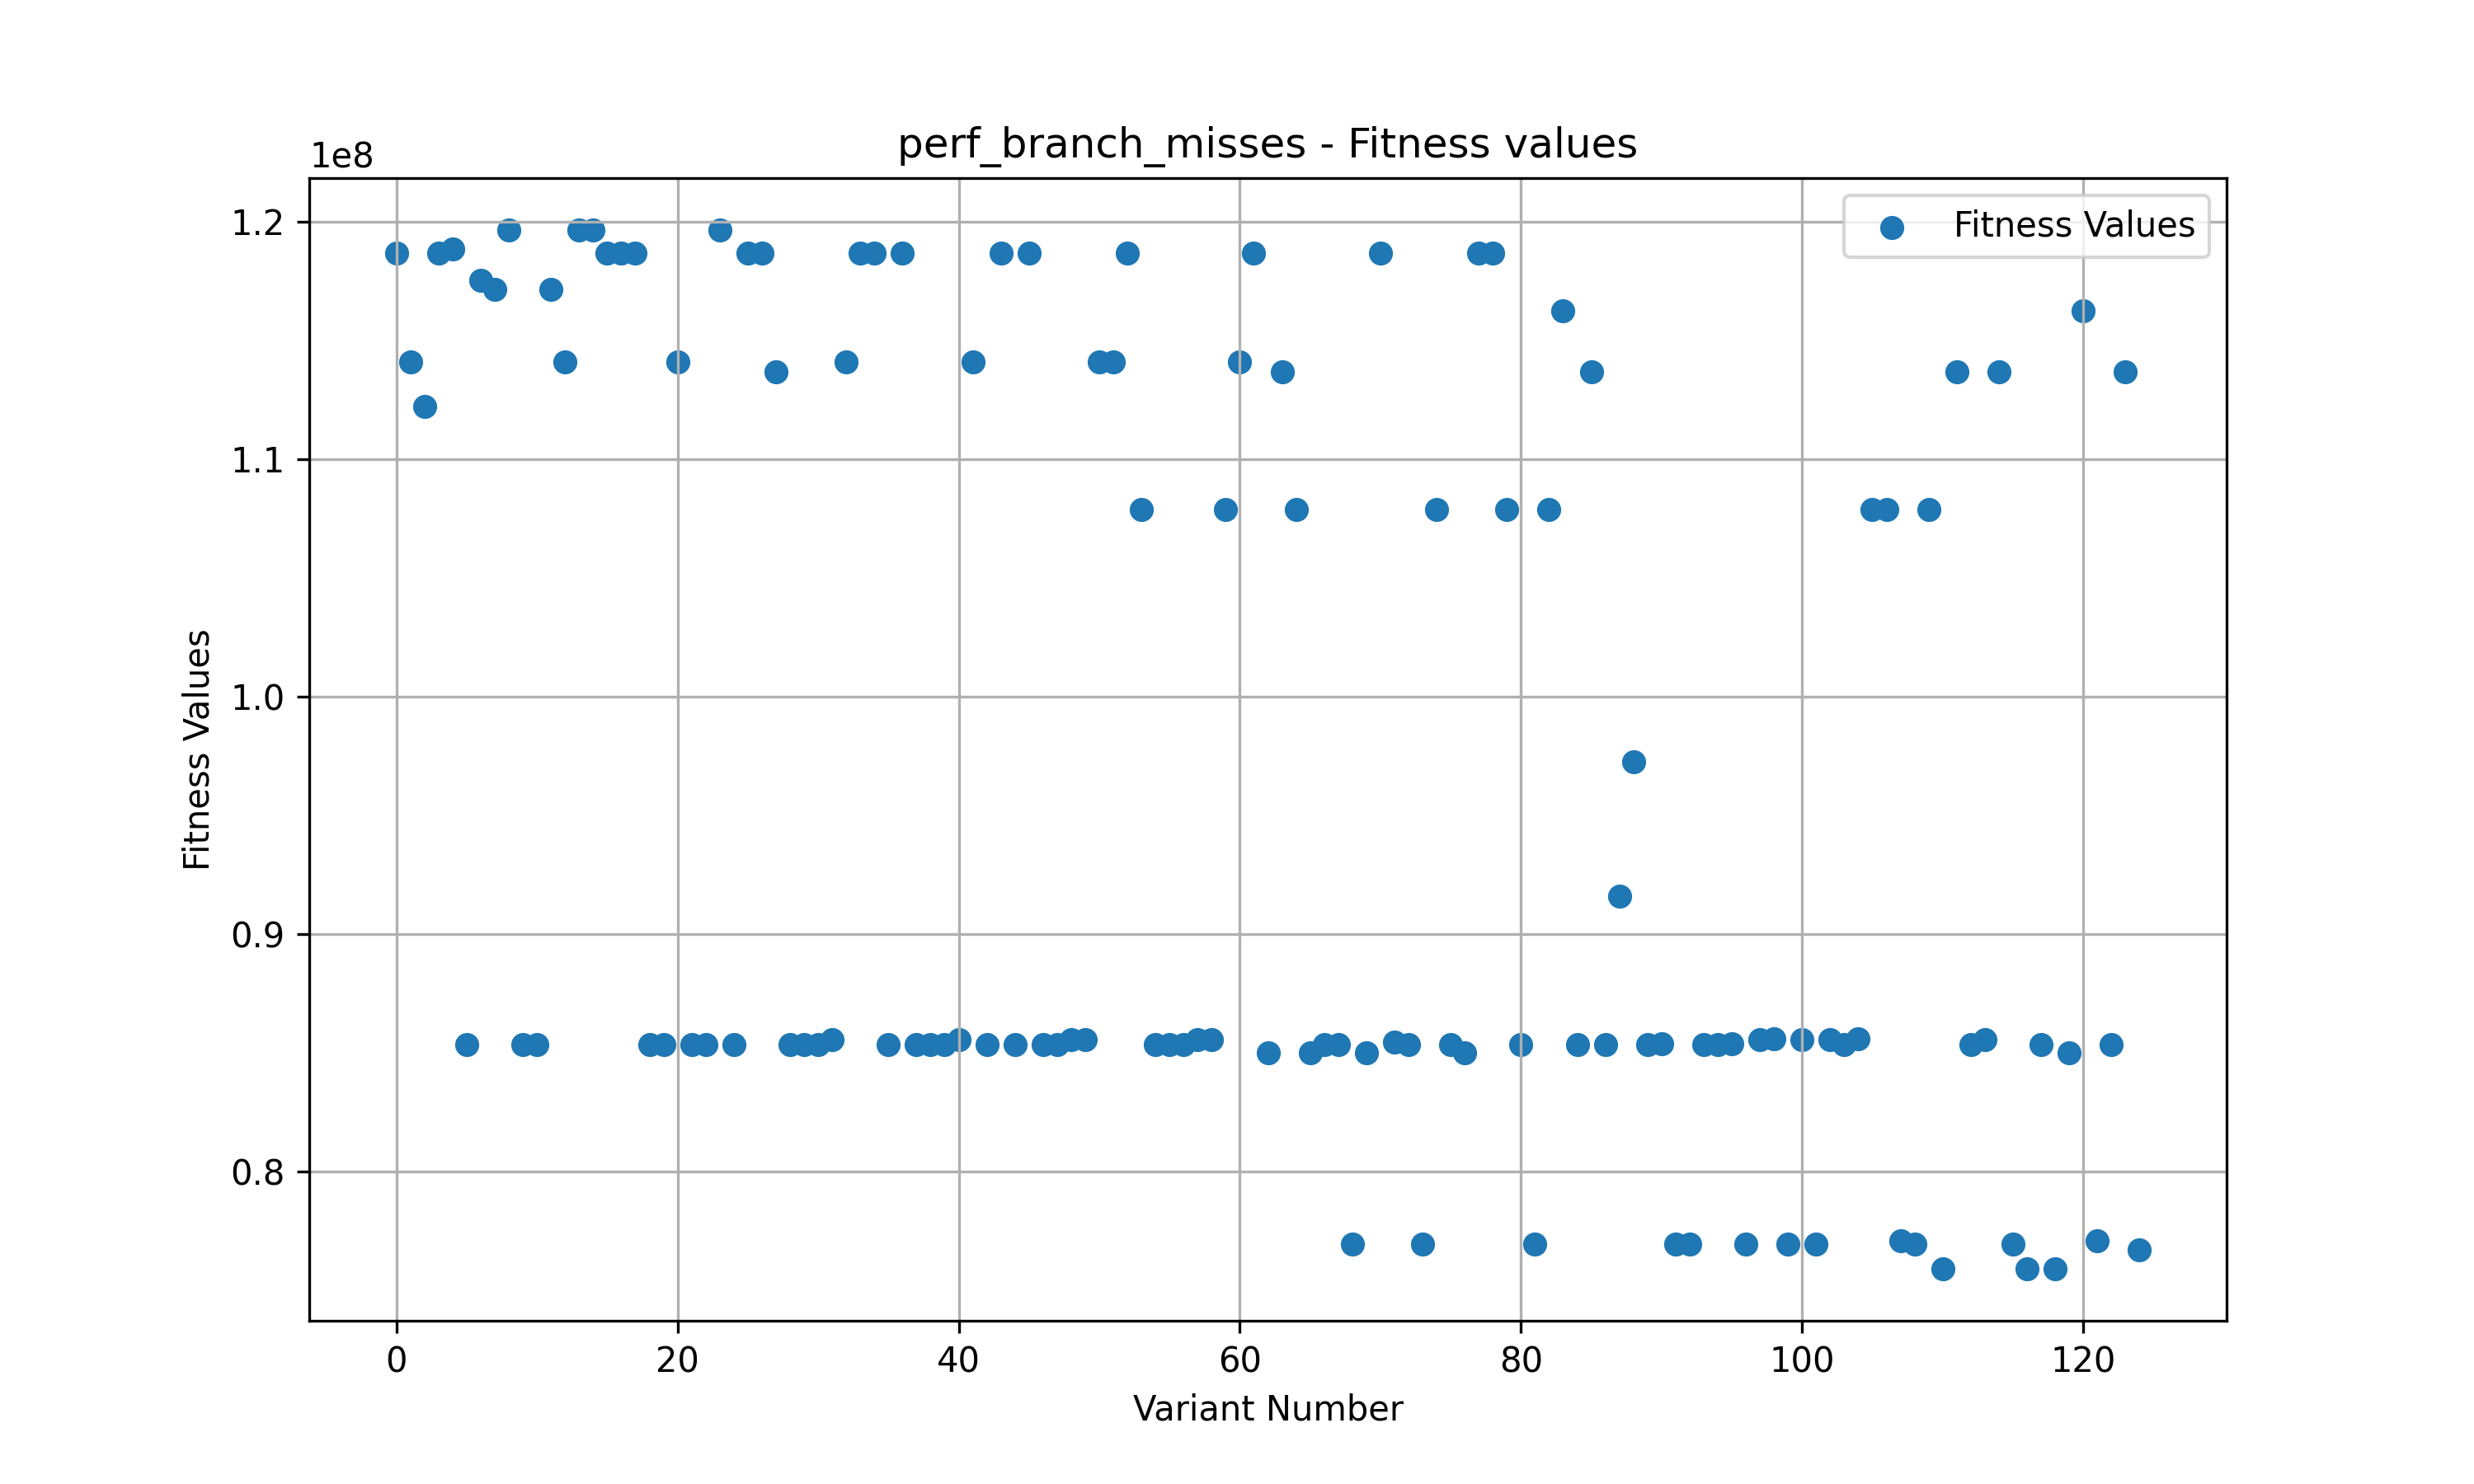 perf_branch_misses - Fitness values
1e8
Fitness Values
1.2
1.1
1.0
0.9
0.8
Fitness Values
0 20 40 60 80 100 120
Variant Number